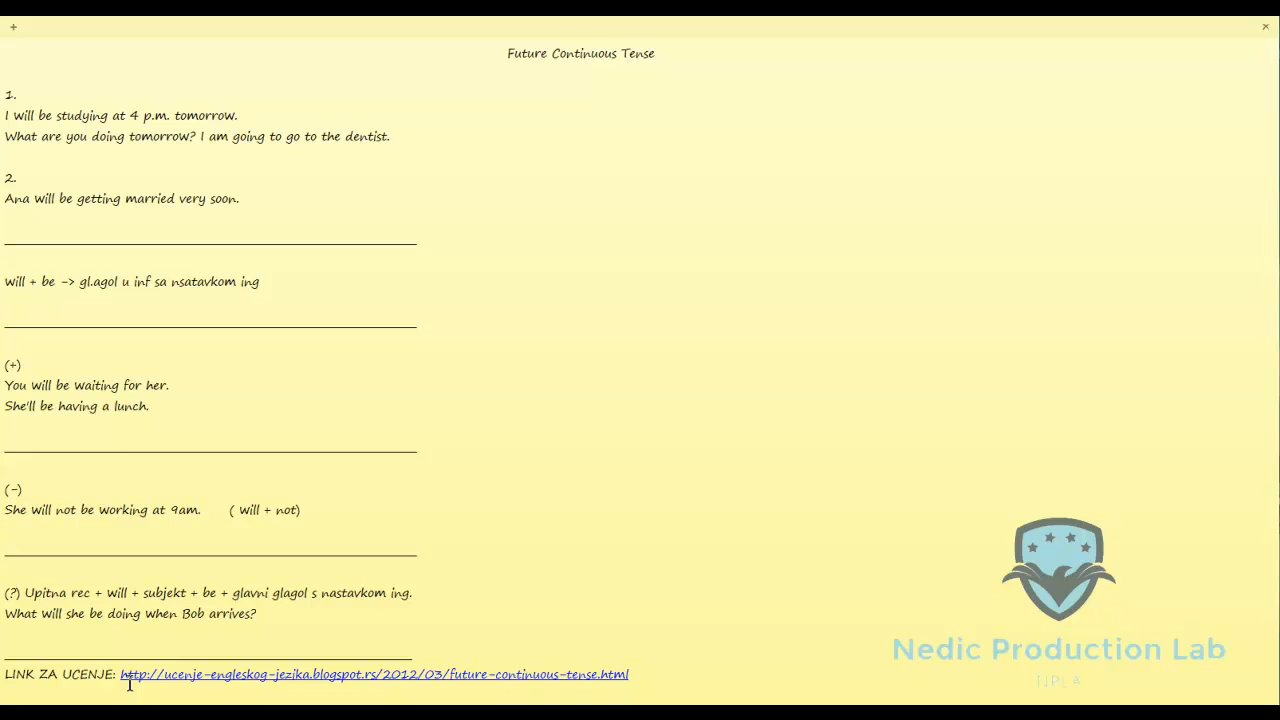 Future Continuous Tense
1.
I will be studying at 4 p.m. tomorrow.
What are you doing tomorrow? I am going to go to the dentist.
2.
Ana will be getting married very soon.
will + be -> gl.agol u inf sa nsatavkom ing
(+)
You will be waiting for her.
She'll be having a lunch.
(-)
She will not be working at 9am. ( will + not)
(?) Upitna rec + will + subjekt + be + glavni glagol s nastavkom ing.
What will she be doing when Bob arrives?
LINK ZA UCENJE: http://ucenje-engleskog-jezika.blogspot.rs/2012/03/future-continuous-tense.html
Nedic Production Lab